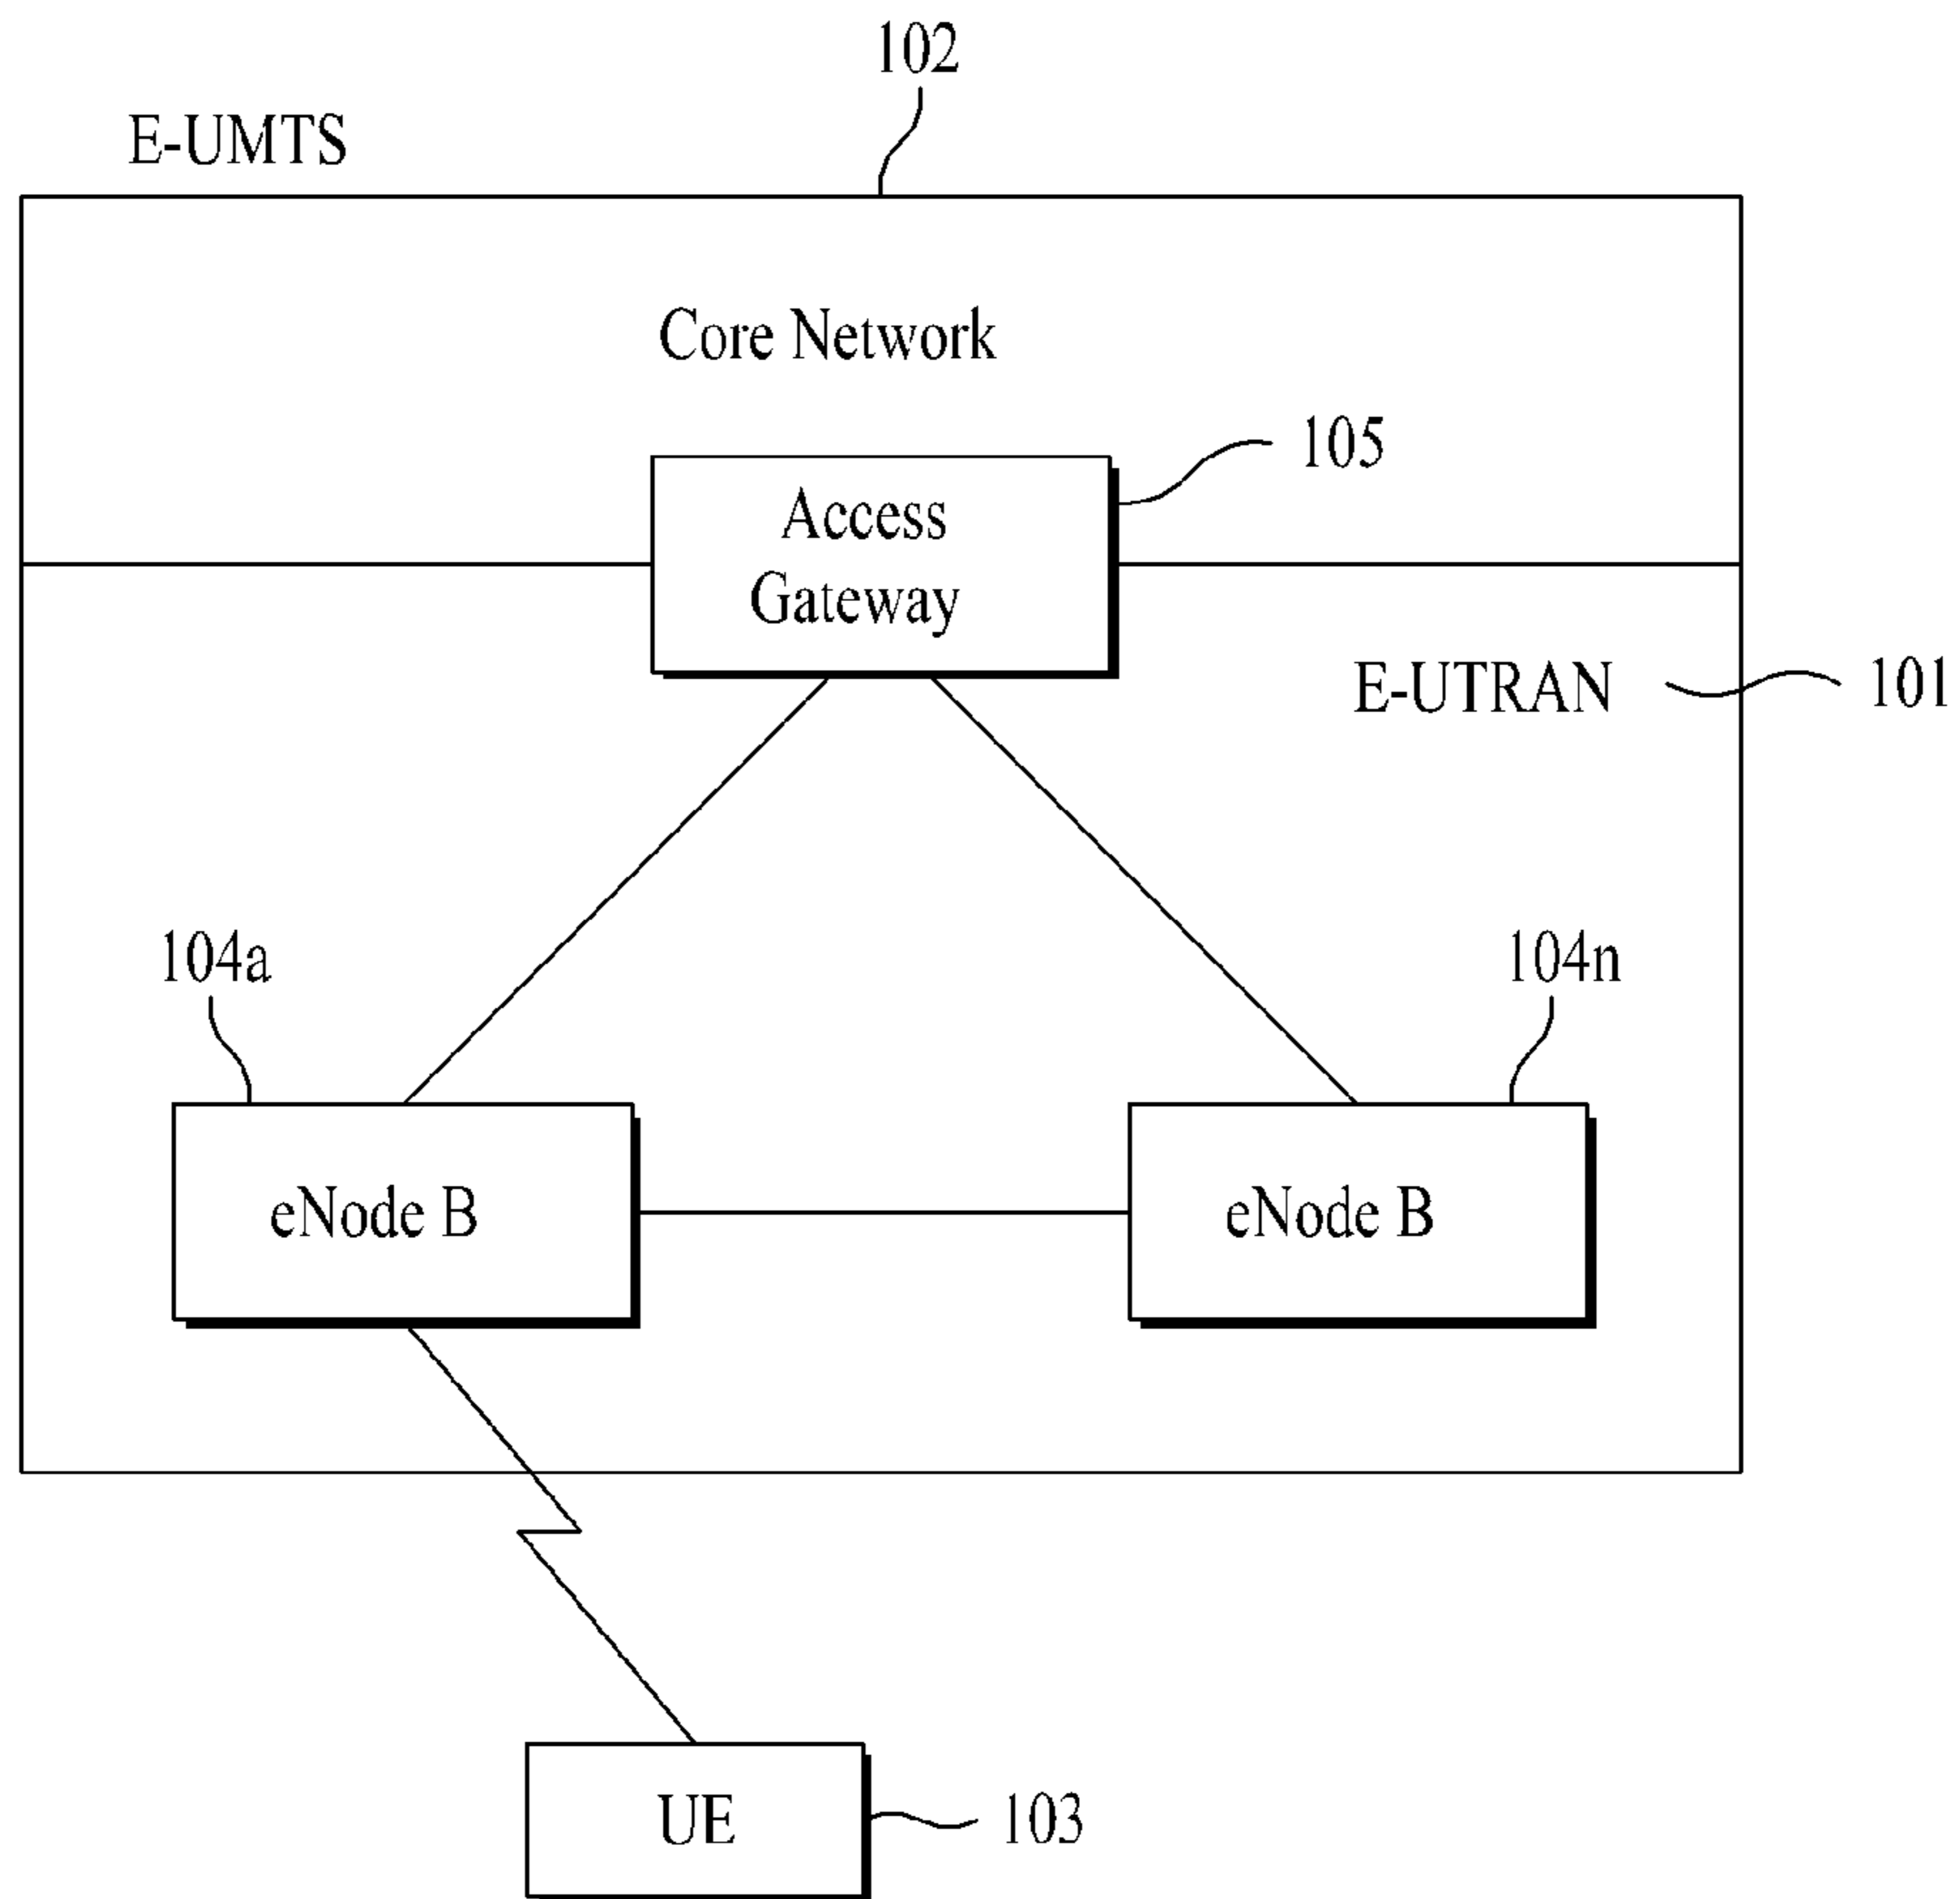 102
E-UMTS
Core Network
105
Access
Gateway
E-UTRAN
101
104a
104n
eNode B
eNode B
UE
103